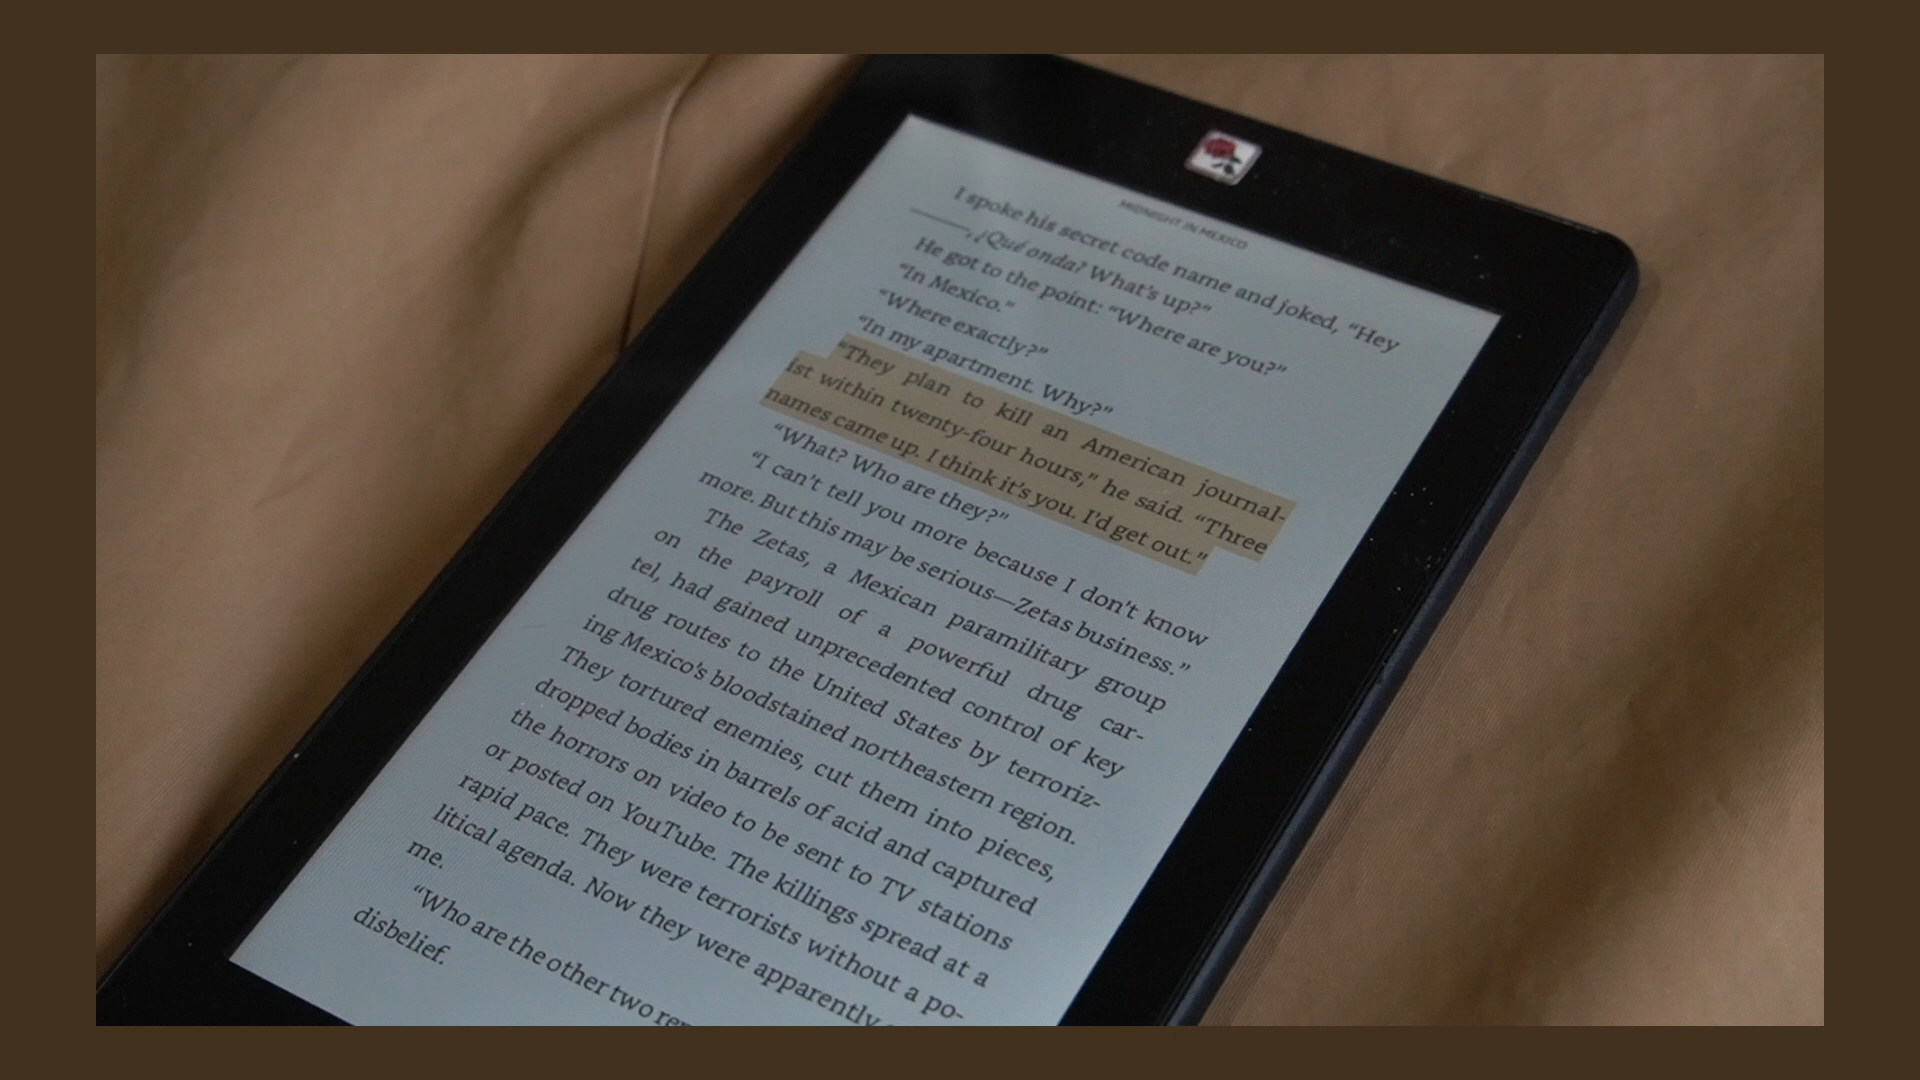 MIDNIGHT IN MEXICO
I spoke his secret code name and joked, “Hey
———, ¿Qué onda? What’s up?”
He got to the point: “Where are you?”
“In Mexico.”
“Where exactly?”
“In my apartment. Why?”
“They plan to kill an American journal-
ist within twenty-four hours,” he said. “Three
names came up. I think it’s you. I’d get out.”
“What? Who are they?”
“I can’t tell you more because I don’t know
more. But this may be serious—Zetas business.”
The Zetas, a Mexican paramilitary group
on the payroll of a powerful drug car-
tel, had gained unprecedented control of key
drug routes to the United States by terroriz-
ing Mexico’s bloodstained northeastern region.
They tortured enemies, cut them into pieces,
dropped bodies in barrels of acid and captured
the horrors on video to be sent to TV stations
or posted on YouTube. The killings spread at a
rapid pace. They were terrorists without a po-
litical agenda. Now they were apparently
me.
“Who are the other two
disbelief.